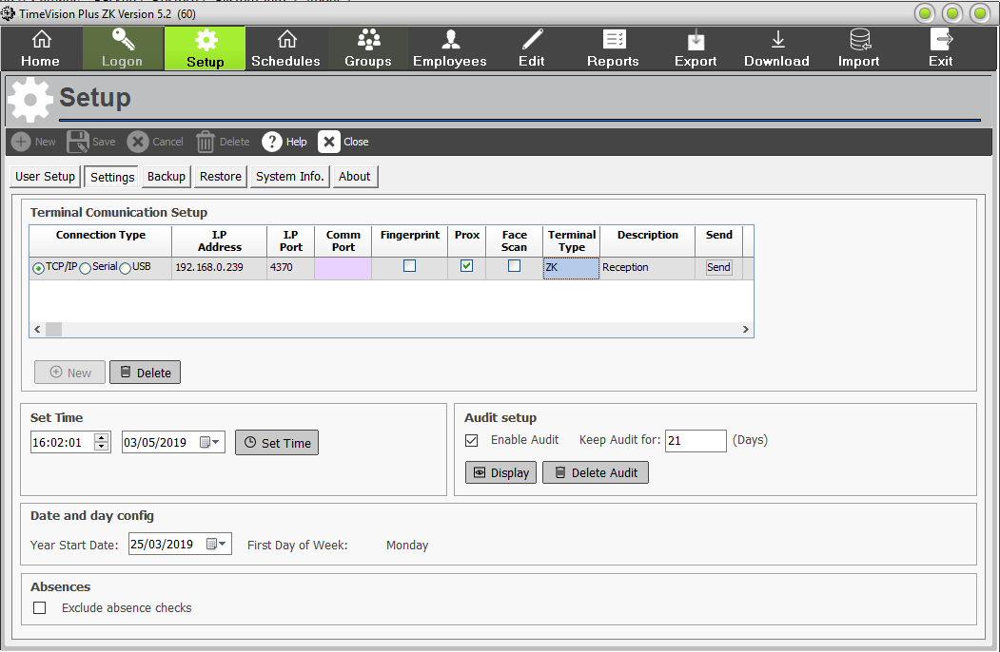 TimeVision Plus ZK Version 5.2 (60)
Home Logon Setup Schedules Groups Employees Edit Reports Export Download Import Exit
Setup
New Save Cancel Delete Help Close
User Setup Settings Backup Restore System Info. About
Terminal Comunication Setup
Connection Type I.P Address I.P Port Comm Port Fingerprint Prox Face Scan Terminal Type Description Send
TCP/IP Serial USB 192.168.0.239 4370 ZK Reception Send
New Delete
Set Time
16:02:01 03/05/2019 Set Time
Audit setup
Enable Audit Keep Audit for: 21 (Days)
Display Delete Audit
Date and day config
Year Start Date: 25/03/2019 First Day of Week: Monday
Absences
Exclude absence checks